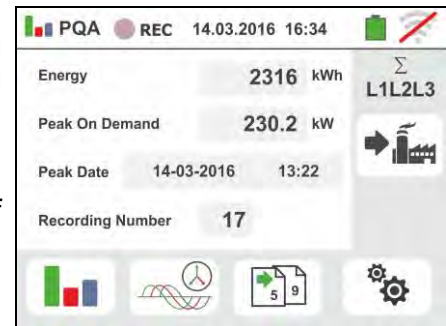 PQA REC 14.03.2016 16:34
Energy 2316 kWh
Σ
L1L2L3
Peak On Demand 230.2 kW
Peak Date 14-03-2016 13:22
Recording Number 17
5 9